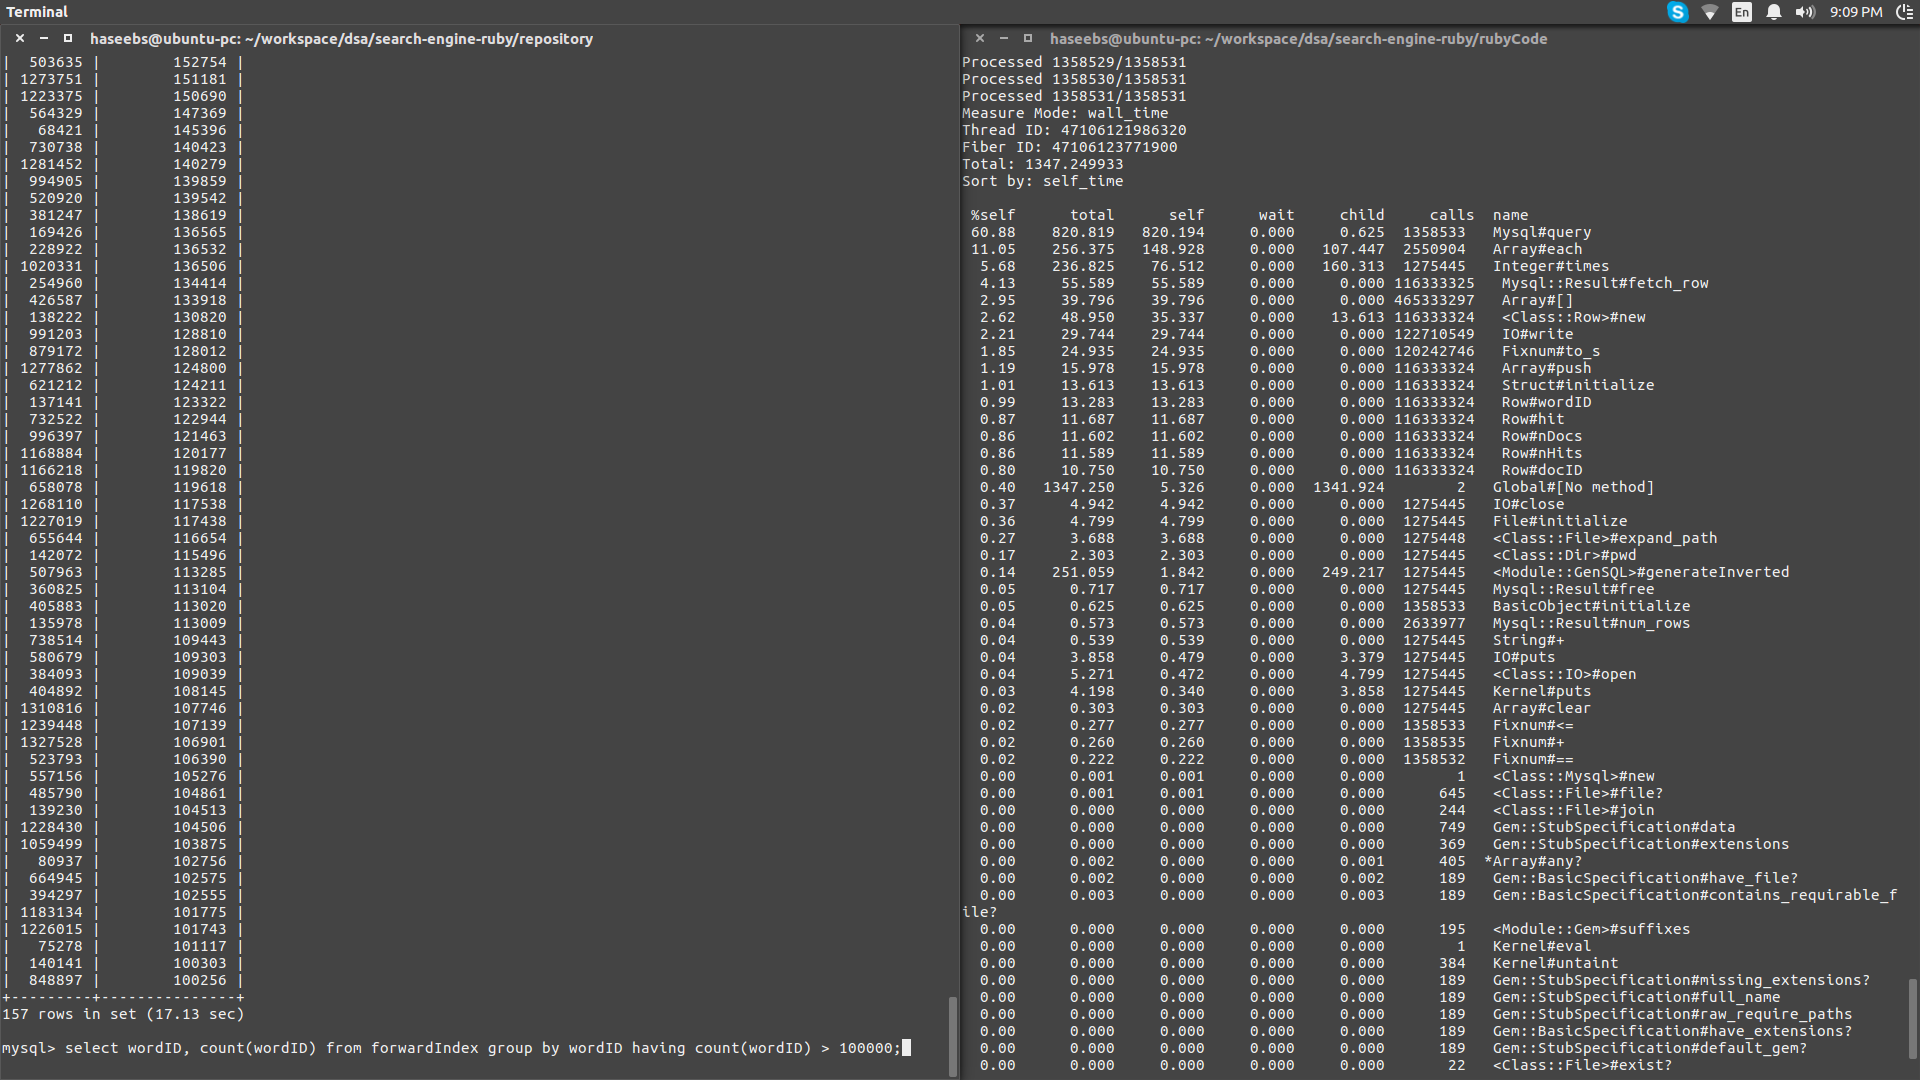 Terminal
En
9:09 PM
haseebs@ubuntu-pc: ~/workspace/dsa/search-engine-ruby/repository
|  503635 |        152754 |
| 1273751 |        151181 |
| 1223375 |        150690 |
|  564329 |        147369 |
|   68421 |        145396 |
|  730738 |        140423 |
| 1281452 |        140279 |
|  994905 |        139859 |
|  520920 |        139542 |
|  381247 |        138619 |
|  169426 |        136565 |
|  228922 |        136532 |
| 1020331 |        136506 |
|  254960 |        134414 |
|  426587 |        133918 |
|  138222 |        130820 |
|  991203 |        128810 |
|  879172 |        128012 |
| 1277862 |        124800 |
|  621212 |        124211 |
|  137141 |        123322 |
|  732522 |        122944 |
|  996397 |        121463 |
| 1168884 |        120177 |
| 1166218 |        119820 |
|  658078 |        119618 |
| 1268110 |        117538 |
| 1227019 |        117438 |
|  655644 |        116654 |
|  142072 |        115496 |
|  507963 |        113285 |
|  360825 |        113104 |
|  405883 |        113020 |
|  135978 |        113009 |
|  738514 |        109443 |
|  580679 |        109303 |
|  384093 |        109039 |
|  404892 |        108145 |
| 1310816 |        107746 |
| 1239448 |        107139 |
| 1327528 |        106901 |
|  523793 |        106390 |
|  557156 |        105276 |
|  485790 |        104861 |
|  139230 |        104513 |
| 1228430 |        104506 |
| 1059499 |        103875 |
|   80937 |        102756 |
|  664945 |        102575 |
|  394297 |        102555 |
| 1183134 |        101775 |
| 1226015 |        101743 |
|   75278 |        101117 |
|  140141 |        100303 |
|  848897 |        100256 |
+---------+---------------+
157 rows in set (17.13 sec)
mysql> select wordID, count(wordID) from forwardIndex group by wordID having count(wordID) > 100000;
haseebs@ubuntu-pc: ~/workspace/dsa/search-engine-ruby/rubyCode
Processed 1358529/1358531
Processed 1358530/1358531
Processed 1358531/1358531
Measure Mode: wall_time
Thread ID: 47106121986320
Fiber ID: 47106123771900
Total: 1347.249933
Sort by: self_time
%self total self wait child calls name
60.88 820.819 820.194 0.000 0.625 1358533 Mysql#query
11.05 256.375 148.928 0.000 107.447 2550904 Array#each
5.68 236.825 76.512 0.000 160.313 1275445 Integer#times
4.13 55.589 55.589 0.000 0.000 116333325 Mysql::Result#fetch_row
2.95 39.796 39.796 0.000 0.000 465333297 Array#[]
2.62 48.950 35.337 0.000 13.613 116333324 <Class::Row>#new
2.21 29.744 29.744 0.000 0.000 122710549 IO#write
1.85 24.935 24.935 0.000 0.000 120242746 Fixnum#to_s
1.19 15.978 15.978 0.000 0.000 116333324 Array#push
1.01 13.613 13.613 0.000 0.000 116333324 Struct#initialize
0.99 13.283 13.283 0.000 0.000 116333324 Row#wordID
0.87 11.687 11.687 0.000 0.000 116333324 Row#hit
0.86 11.602 11.602 0.000 0.000 116333324 Row#nDocs
0.86 11.589 11.589 0.000 0.000 116333324 Row#nHits
0.80 10.750 10.750 0.000 0.000 116333324 Row#docID
0.40 1347.250 5.326 0.000 1341.924 2 Global#[No method]
0.37 4.942 4.942 0.000 0.000 1275445 IO#close
0.36 4.799 4.799 0.000 0.000 1275445 File#initialize
0.27 3.688 3.688 0.000 0.000 1275448 <Class::File>#expand_path
0.17 2.303 2.303 0.000 0.000 1275445 <Class::Dir>#pwd
0.14 251.059 1.842 0.000 249.217 1275445 <Module::GenSQL>#generateInverted
0.05 0.717 0.717 0.000 0.000 1275445 Mysql::Result#free
0.05 0.625 0.625 0.000 0.000 1358533 BasicObject#initialize
0.04 0.573 0.573 0.000 0.000 2633977 Mysql::Result#num_rows
0.04 0.539 0.539 0.000 0.000 1275445 String#+
0.04 3.858 0.479 0.000 3.379 1275445 IO#puts
0.04 5.271 0.472 0.000 4.799 1275445 <Class::IO>#open
0.03 4.198 0.340 0.000 3.858 1275445 Kernel#puts
0.02 0.303 0.303 0.000 0.000 1275445 Array#clear
0.02 0.277 0.277 0.000 0.000 1358533 Fixnum#<=
0.02 0.260 0.260 0.000 0.000 1358535 Fixnum#+
0.02 0.222 0.222 0.000 0.000 1358532 Fixnum#==
0.00 0.001 0.001 0.000 0.000 1 <Class::Mysql>#new
0.00 0.001 0.001 0.000 0.000 645 <Class::File>#file?
0.00 0.000 0.000 0.000 0.000 244 <Class::File>#join
0.00 0.000 0.000 0.000 0.000 749 Gem::StubSpecification#data
0.00 0.000 0.000 0.000 0.000 369 Gem::StubSpecification#extensions
0.00 0.002 0.000 0.000 0.001 405 *Array#any?
0.00 0.002 0.000 0.000 0.002 189 Gem::BasicSpecification#have_file?
0.00 0.003 0.000 0.000 0.003 189 Gem::BasicSpecification#contains_requirable_f
ile?
0.00 0.000 0.000 0.000 0.000 195 <Module::Gem>#suffixes
0.00 0.000 0.000 0.000 0.000 1 Kernel#eval
0.00 0.000 0.000 0.000 0.000 384 Kernel#untaint
0.00 0.000 0.000 0.000 0.000 189 Gem::StubSpecification#missing_extensions?
0.00 0.000 0.000 0.000 0.000 189 Gem::StubSpecification#full_name
0.00 0.000 0.000 0.000 0.000 189 Gem::StubSpecification#raw_require_paths
0.00 0.000 0.000 0.000 0.000 189 Gem::BasicSpecification#have_extensions?
0.00 0.000 0.000 0.000 0.000 189 Gem::StubSpecification#default_gem?
0.00 0.000 0.000 0.000 0.000 22 <Class::File>#exist?